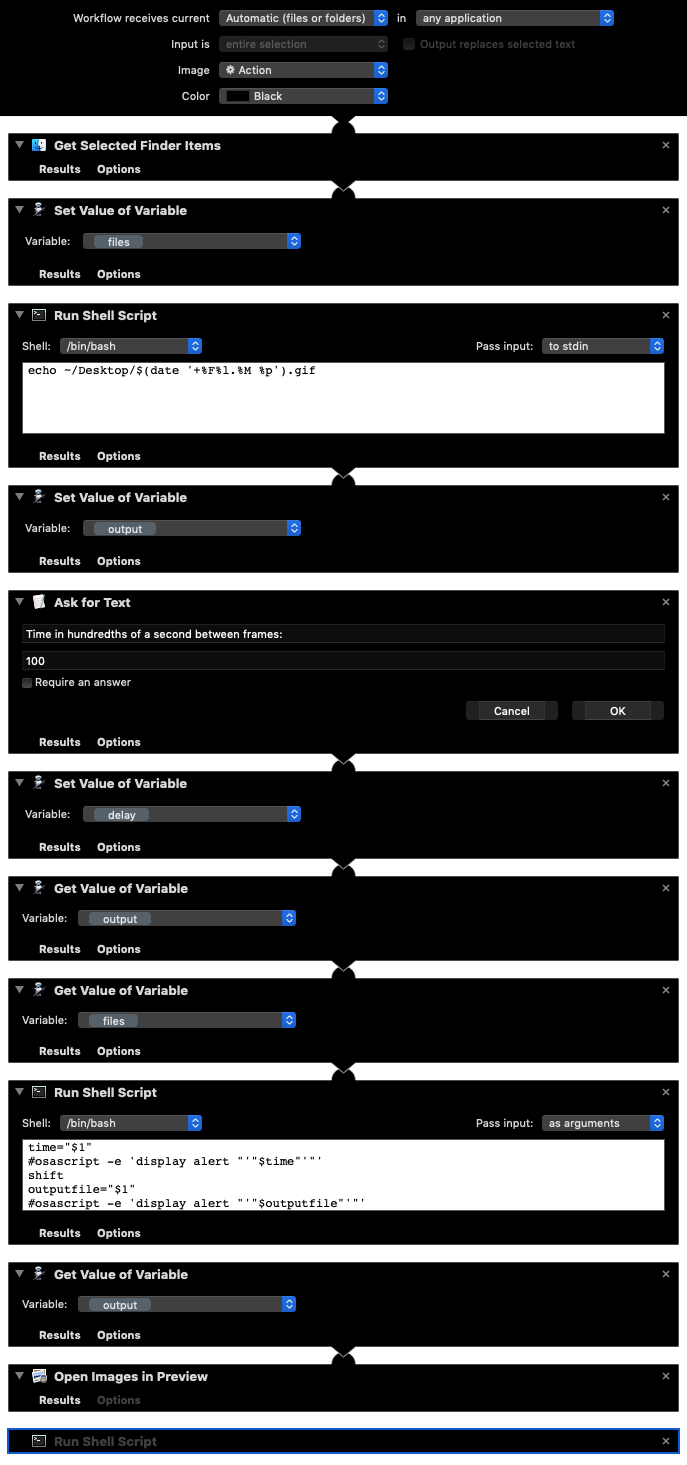 Workflow receives current Automatic (files or folders) in any application
Input is entire selection Output replaces selected text
Image Action
Color Black
Get Selected Finder Items ×
Results Options
Set Value of Variable ×
Variable: files
Results Options
Run Shell Script ×
Shell: /bin/bash Pass input: to stdin
echo ~/Desktop/$(date '+%F%l.%M %p').gif
Results Options
Set Value of Variable ×
Variable: output
Results Options
Ask for Text ×
Time in hundredths of a second between frames:
100
Require an answer
Cancel OK
Results Options
Set Value of Variable ×
Variable: delay
Results Options
Get Value of Variable ×
Variable: output
Results Options
Get Value of Variable ×
Variable: files
Results Options
Run Shell Script ×
Shell: /bin/bash Pass input: as arguments
time="$1"
#osascript -e 'display alert "'"$time"'"'
shift
outputfile="$1"
#osascript -e 'display alert "'"$outputfile"'"'
Results Options
Get Value of Variable ×
Variable: output
Results Options
Open Images in Preview ×
Results Options
Run Shell Script ×